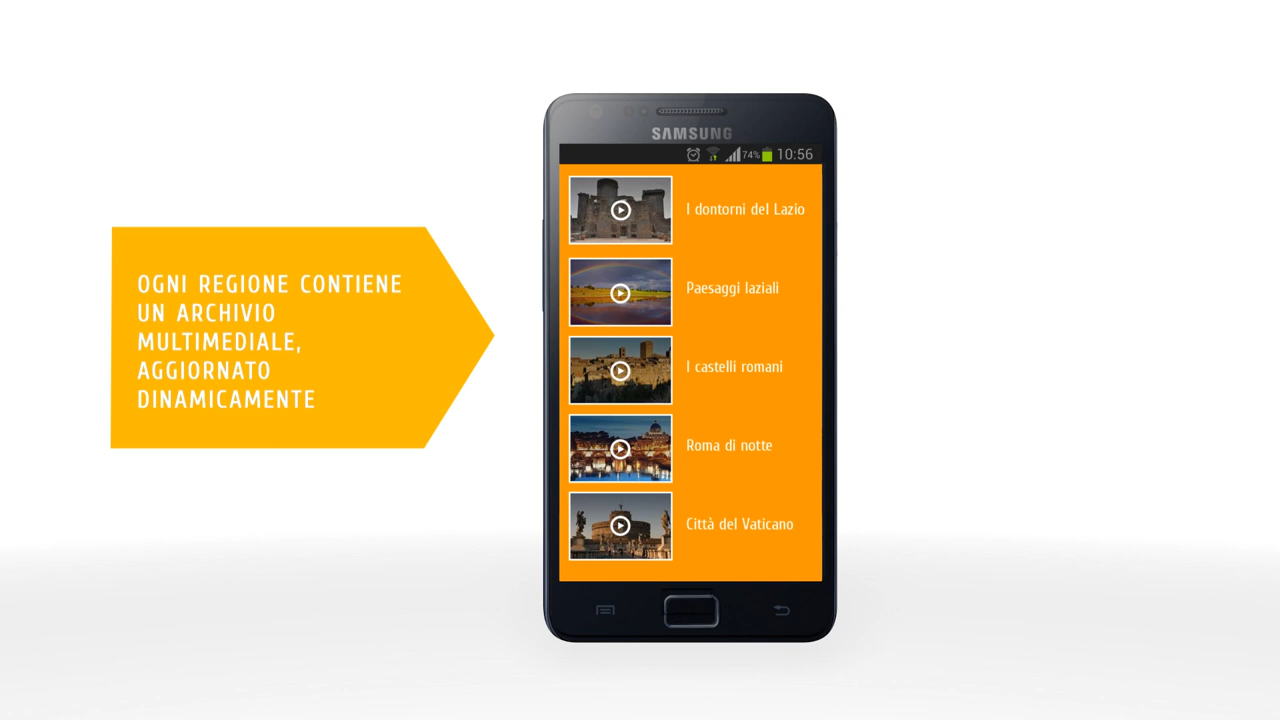 OGNI REGIONE CONTIENE
UN ARCHIVIO
MULTIMEDIALE,
AGGIORNATO
DINAMICAMENTE
SAMSUNG
74% 10:56
I dontorni del Lazio
Paesaggi laziali
I castelli romani
Roma di notte
Città del Vaticano